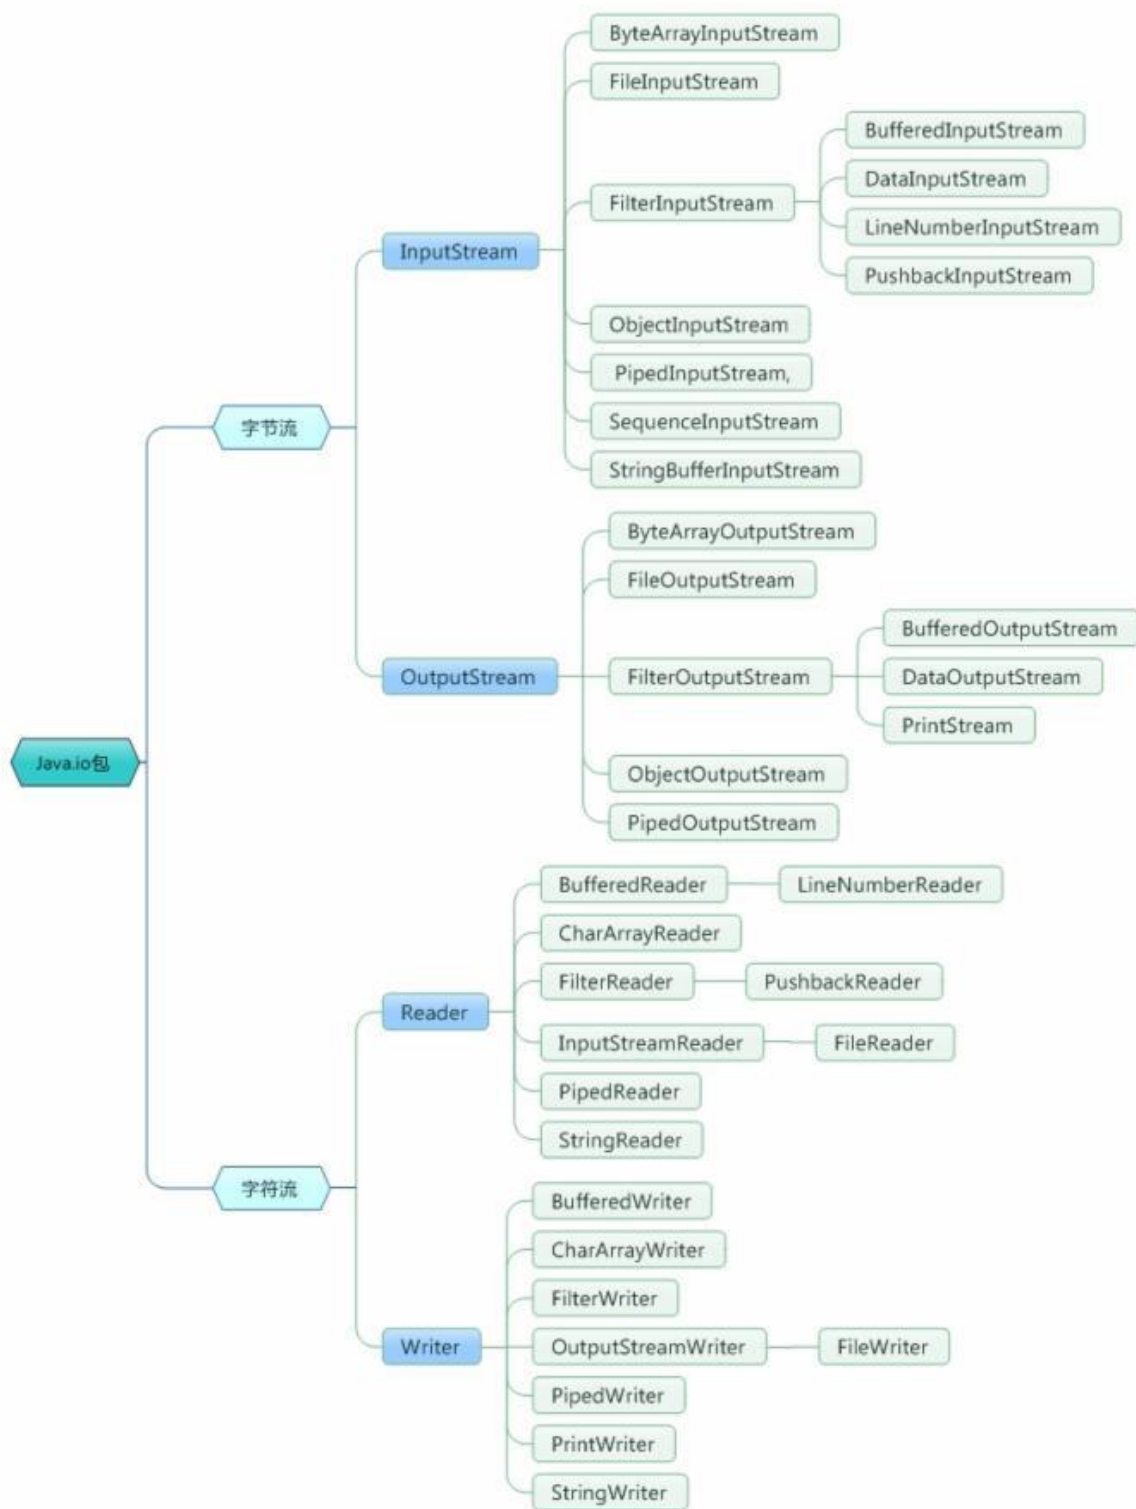 ByteArrayInputStream
FileInputStream
BufferedInputStream
DataInputStream
FilterInputStream
LineNumberInputStream
InputStream
PushbackInputStream
ObjectInputStream
PipedInputStream,
字节流
SequenceInputStream
StringBufferInputStream
ByteArrayOutputStream
FileOutputStream
BufferedOutputStream
OutputStream
FilterOutputStream
DataOutputStream
PrintStream
Java.io包
ObjectOutputStream
PipedOutputStream
BufferedReader
LineNumberReader
CharArrayReader
FilterReader
PushbackReader
Reader
InputStreamReader
FileReader
PipedReader
StringReader
字符流
BufferedWriter
CharArrayWriter
FilterWriter
Writer
OutputStreamWriter
FileWriter
PipedWriter
PrintWriter
StringWriter